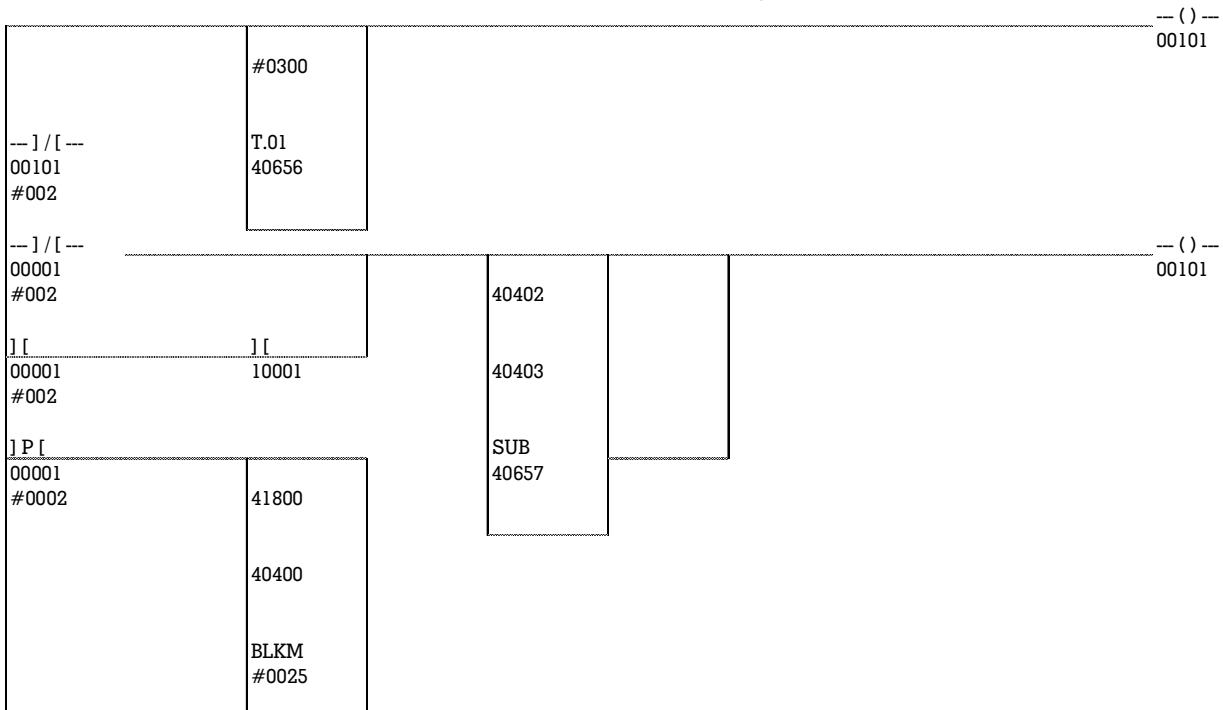 --- ( ) ---
00101
#0300
--- ] / [ ---
T.01
00101
40656
#002
--- ] / [ ---
--- ( ) ---
00001
00101
#002
40402
] [
] [
00001
10001
40403
#002
] P [
SUB
00001
40657
#0002
41800
40400
BLKM
#0025